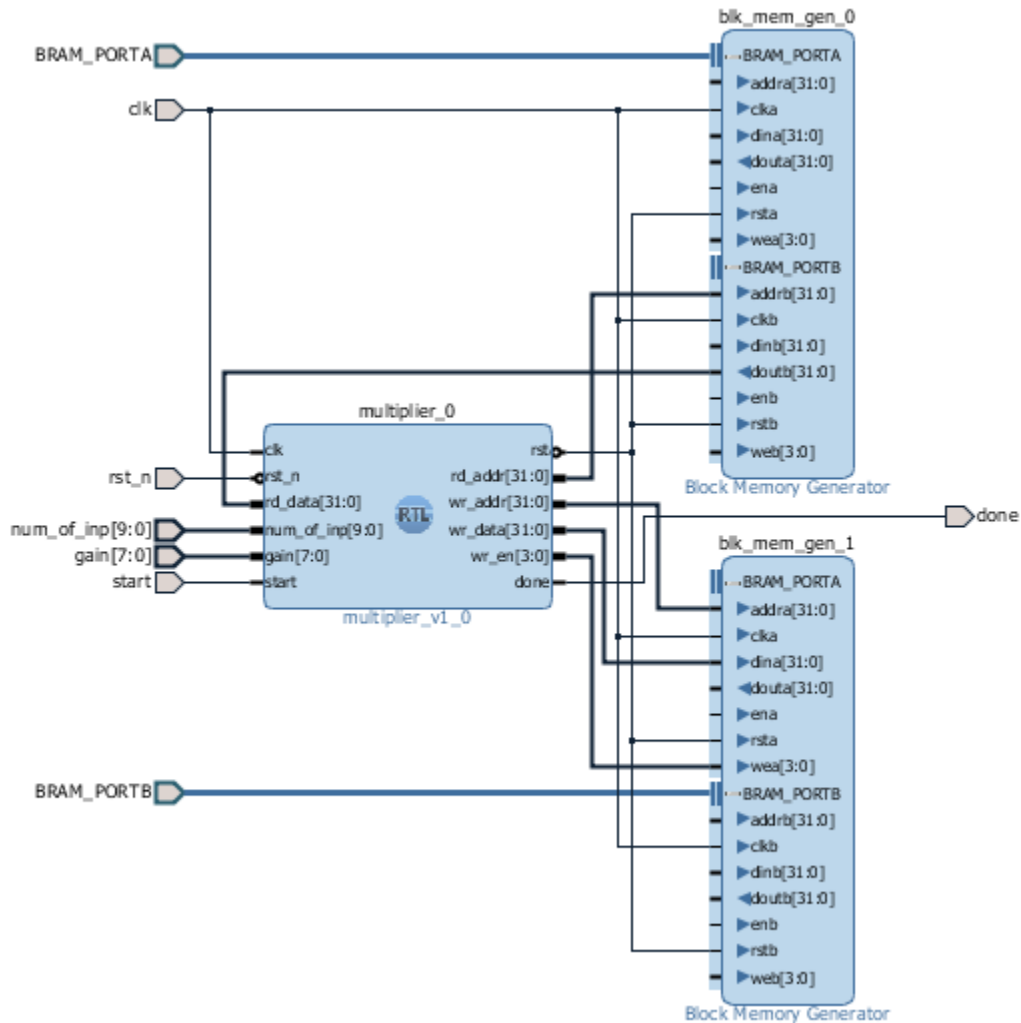 blk_mem_gen_0
BRAM_PORTA
BRAM_PORTA
addra[31:0]
clk
clka
dina[31:0]
douta[31:0]
ena
rsta
wea[3:0]
BRAM_PORTB
addrb[31:0]
clkb
dinb[31:0]
doutb[31:0]
enb
rstb
web[3:0]
Block Memory Generator
multiplier_0
clk
rst_n
rst_n
rd_data[31:0]
num_of_inp[9:0]
num_of_inp[9:0]
gain[7:0]
gain[7:0]
start
start
RTL
rst
rd_addr[31:0]
wr_addr[31:0]
wr_data[31:0]
wr_en[3:0]
done
multiplier_v1_0
done
blk_mem_gen_1
BRAM_PORTA
addra[31:0]
clka
dina[31:0]
douta[31:0]
ena
rsta
wea[3:0]
BRAM_PORTB
BRAM_PORTB
addrb[31:0]
clkb
dinb[31:0]
doutb[31:0]
enb
rstb
web[3:0]
Block Memory Generator